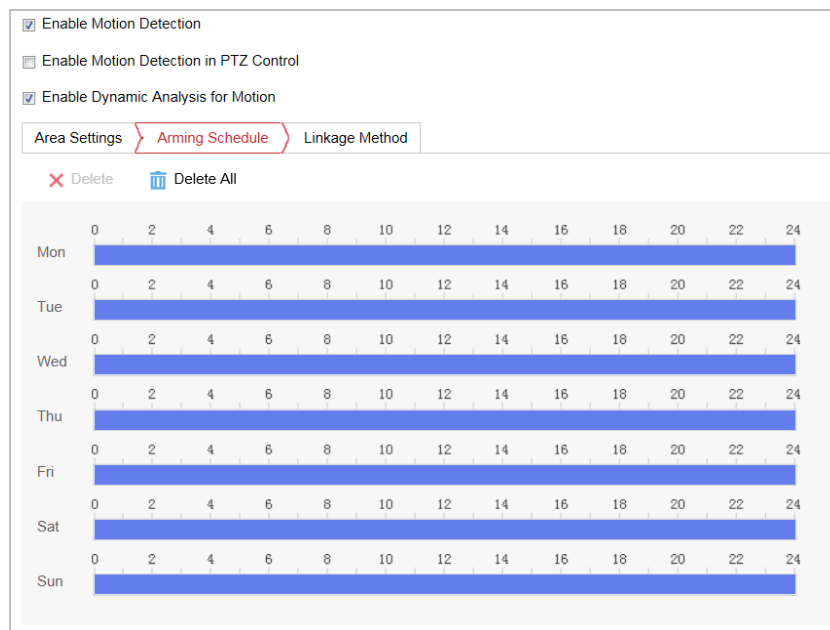 Enable Motion Detection
Enable Motion Detection in PTZ Control
Enable Dynamic Analysis for Motion
Area Settings Arming Schedule Linkage Method
Delete Delete All
0 2 4 6 8 10 12 14 16 18 20 22 24
Mon
0 2 4 6 8 10 12 14 16 18 20 22 24
Tue
0 2 4 6 8 10 12 14 16 18 20 22 24
Wed
0 2 4 6 8 10 12 14 16 18 20 22 24
Thu
0 2 4 6 8 10 12 14 16 18 20 22 24
Fri
0 2 4 6 8 10 12 14 16 18 20 22 24
Sat
0 2 4 6 8 10 12 14 16 18 20 22 24
Sun